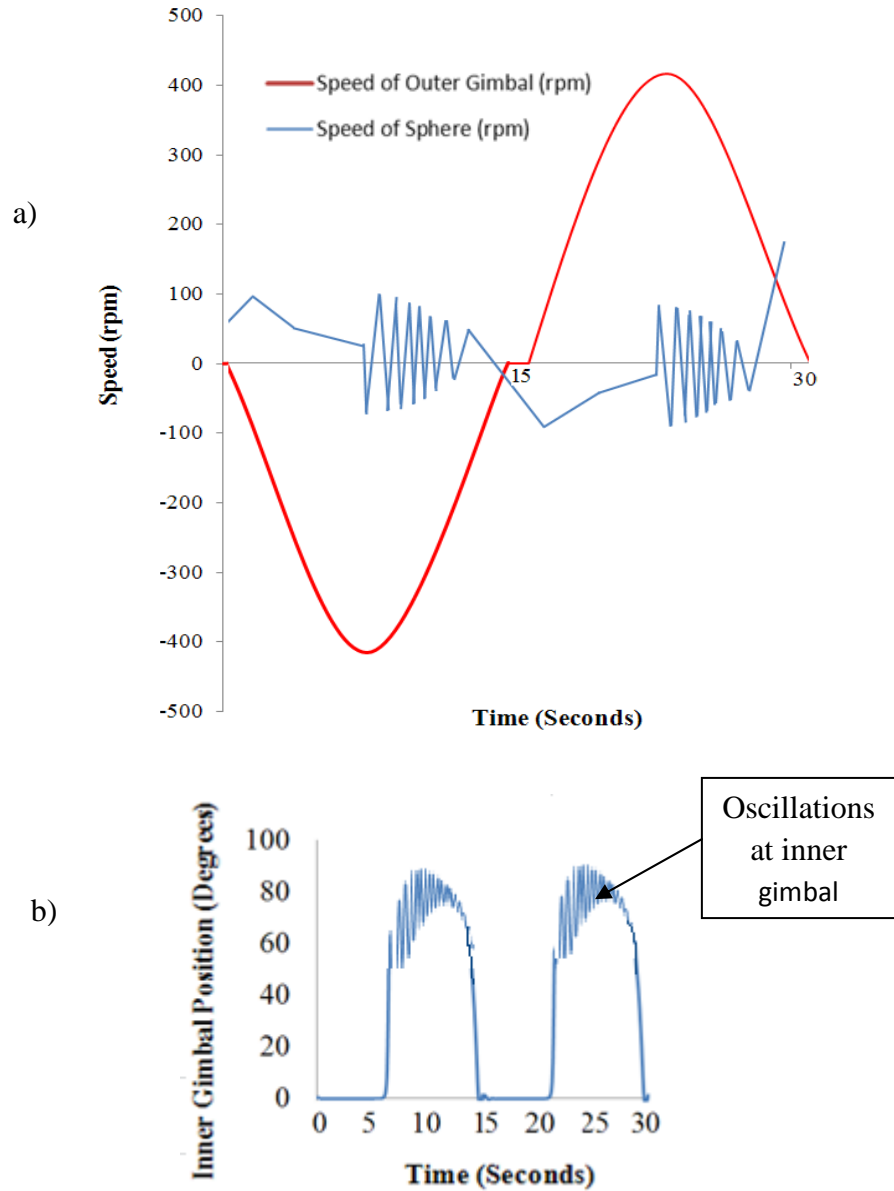 500
Speed of Outer Gimbal (rpm)
400
300
Speed of Sphere (rpm)
200
a)
100
0
15
30
-100
-200
-300
-400
-500
Speed (rpm)
Time (Seconds)
Oscillations
at inner
gimbal
b)
100
80
60
40
20
0
Inner Gimbal Position (Degrees)
0 5 10 15 20 25 30
Time (Seconds)